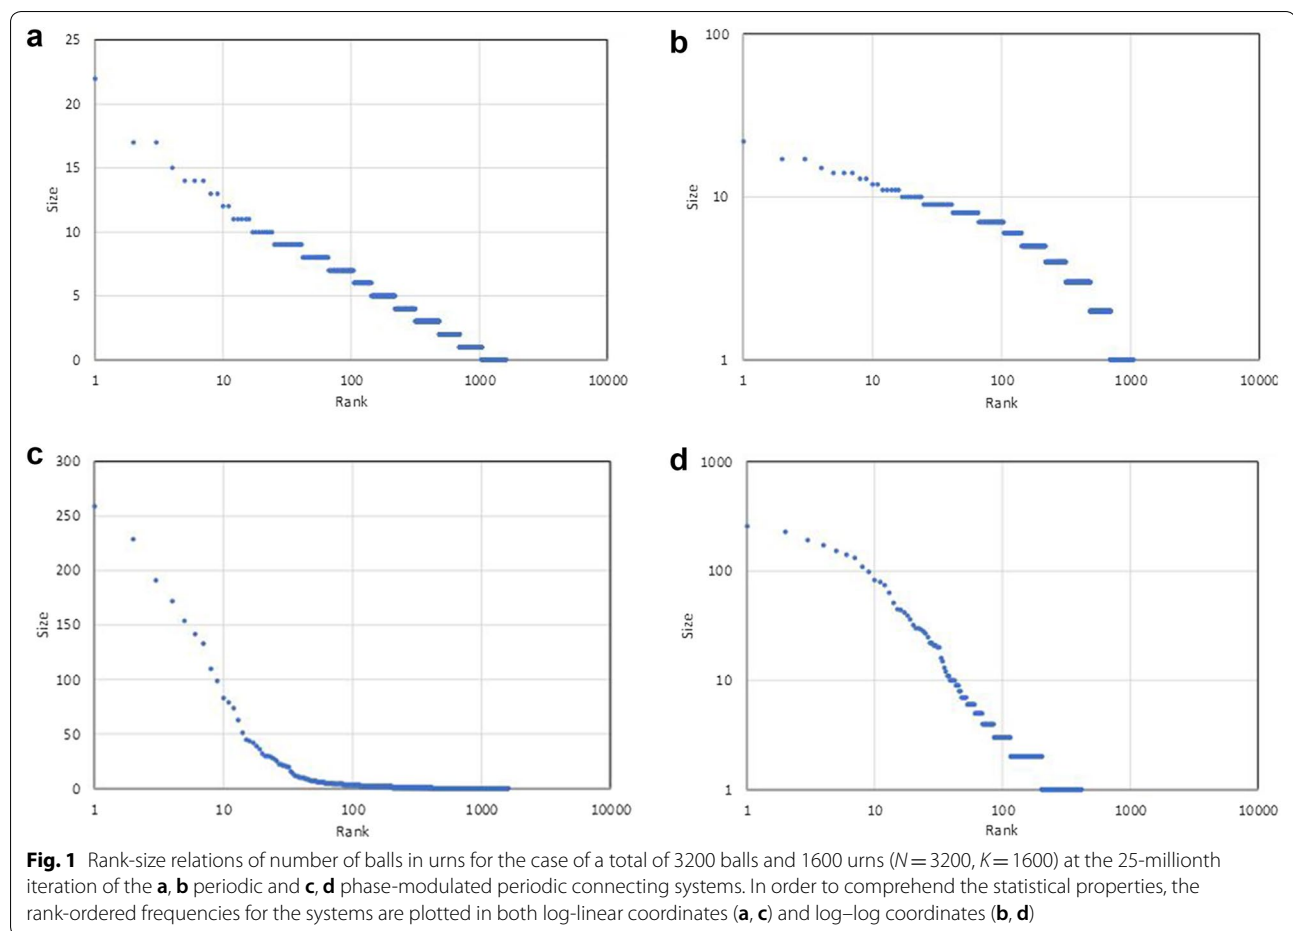 a
25
20
15
10
5
0
Size
1 10 100 1000 10000
Rank
b
100
10
1
Size
1 10 100 1000 10000
Rank
c
300
250
200
150
100
50
0
Size
1 10 100 1000 10000
Rank
d
1000
100
10
1
Size
1 10 100 1000 10000
Rank
Fig. 1 Rank-size relations of number of balls in urns for the case of a total of 3200 balls and 1600 urns (N = 3200, K = 1600) at the 25-millionth
iteration of the a, b periodic and c, d phase-modulated periodic connecting systems. In order to comprehend the statistical properties, the
rank-ordered frequencies for the systems are plotted in both log-linear coordinates (a, c) and log–log coordinates (b, d)